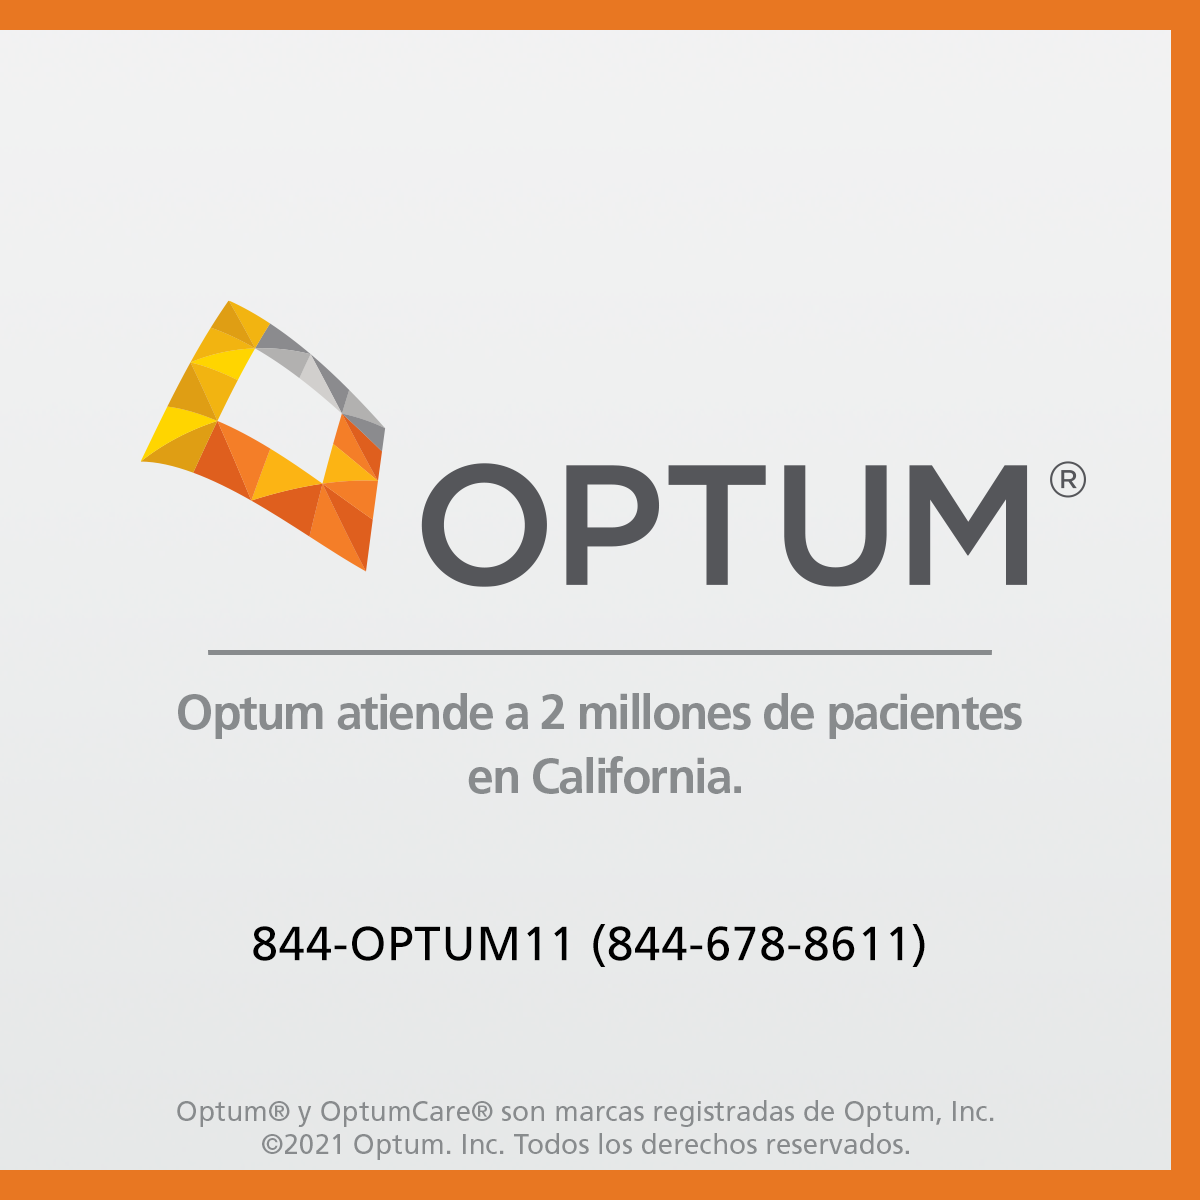 OPTUM®
Optum atiende a 2 millones de pacientes
en California.
844-OPTUM11 (844-678-8611)
Optum® y OptumCare® son marcas registradas de Optum, Inc.
©2021 Optum. Inc. Todos los derechos reservados.